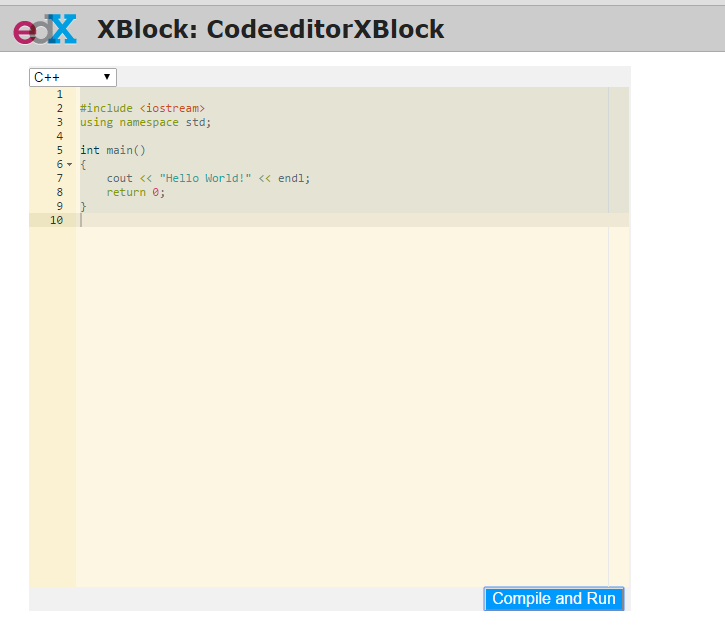 edX XBlock: CodeeditorXBlock
C++
1
2 #include <iostream>
3 using namespace std;
4
5 int main()
6 {
7 cout << "Hello World!" << endl;
8 return 0;
9 }
10
Compile and Run